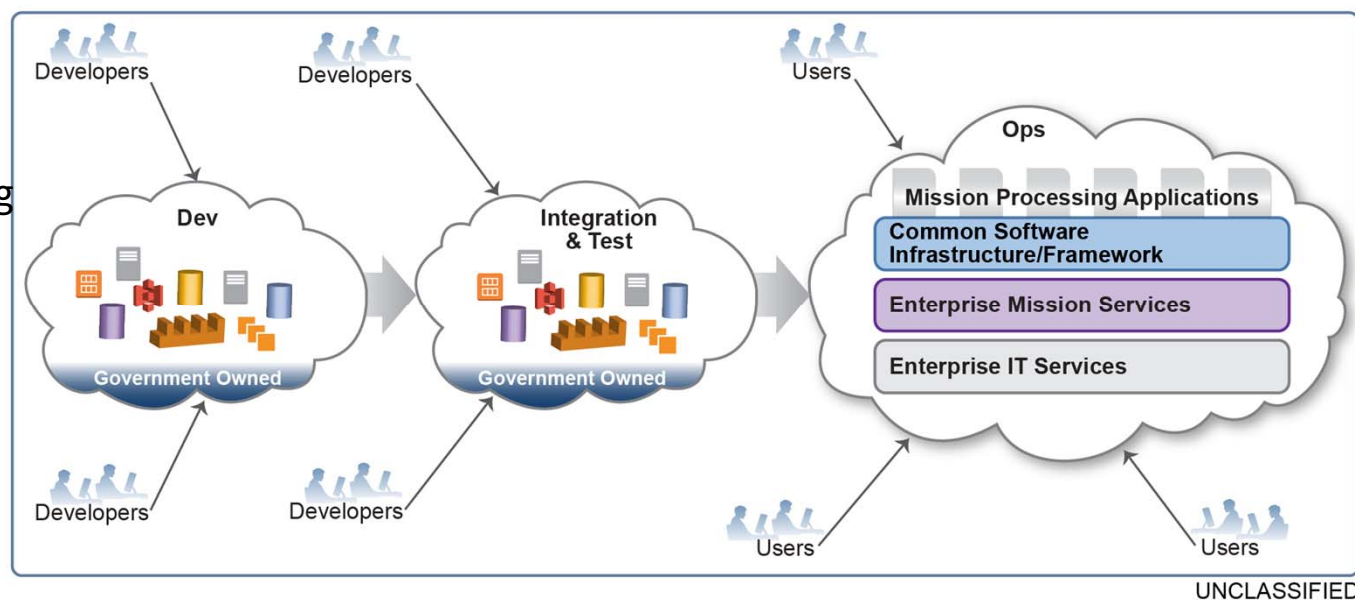 Developers
Developers
Users
Ops
g
Dev
Integration
& Test
Mission Processing Applications
Common Software
Infrastructure/Framework
Enterprise Mission Services
Enterprise IT Services
Government Owned
Government Owned
Developers
Developers
Users
Users
UNCLASSIFIED